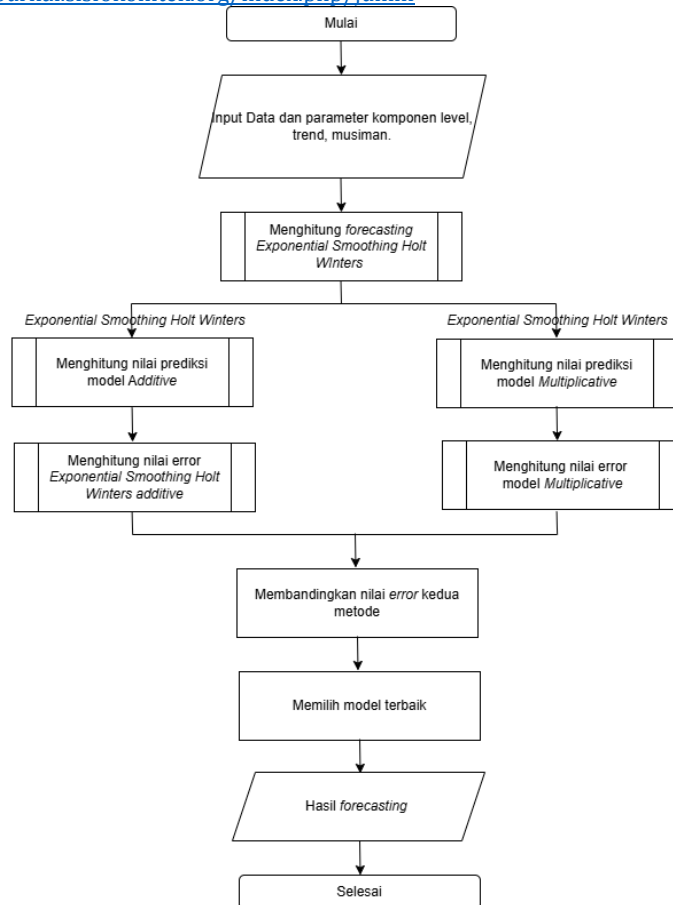 Mulai
Input Data dan parameter komponen level,
trend, musiman.
Menghitung forecasting
Exponential Smoothing Holt
WInters
Exponential Smoothing Holt Winters
Exponential Smoothing Holt Winters
Menghitung nilai prediksi
model Additive
Menghitung nilai prediksi
model Multiplicative
Menghitung nilai error
Exponential Smoothing Holt
Winters additive
Menghitung nilai error
model Multiplicative
Membandingkan nilai error kedua
metode
Memilih model terbaik
Hasil forecasting
Selesai